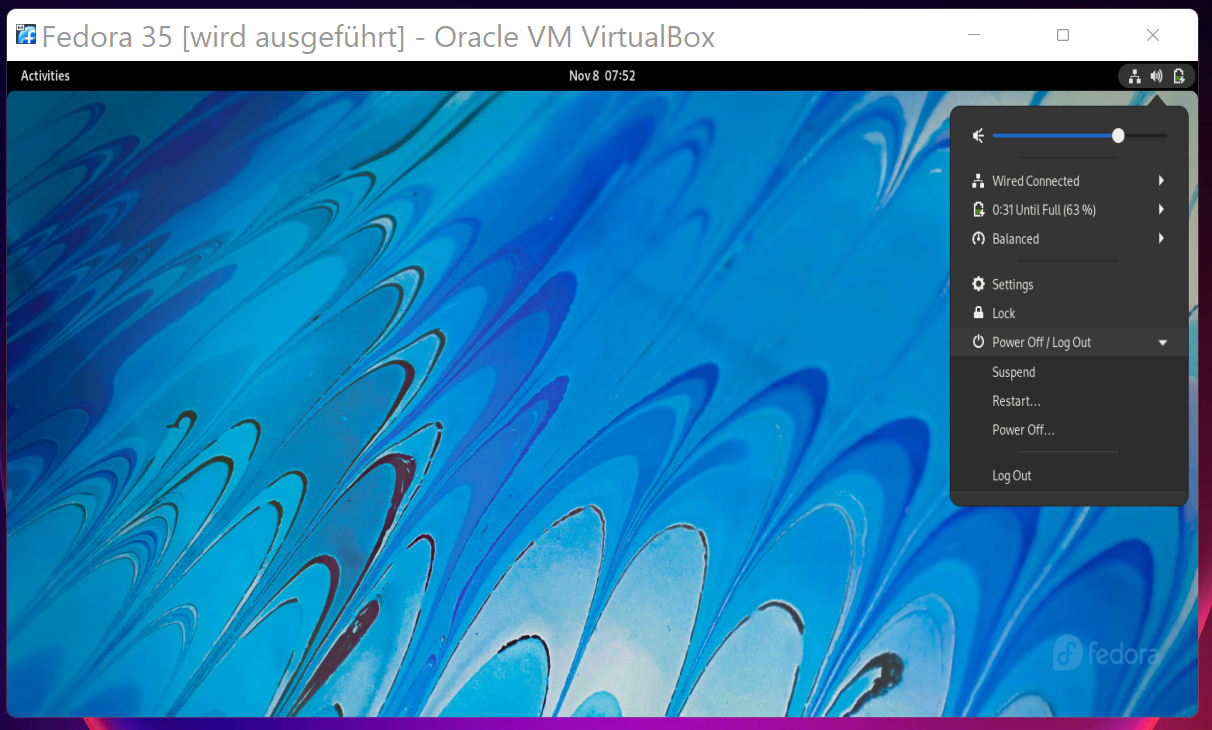 Fedora 35 [wird ausgeführt] - Oracle VM VirtualBox
Activities
Nov 8 07:52
Wired Connected
0:31 Until Full (63 %)
Balanced
Settings
Lock
Power Off / Log Out
Suspend
Restart...
Power Off...
Log Out
fedora